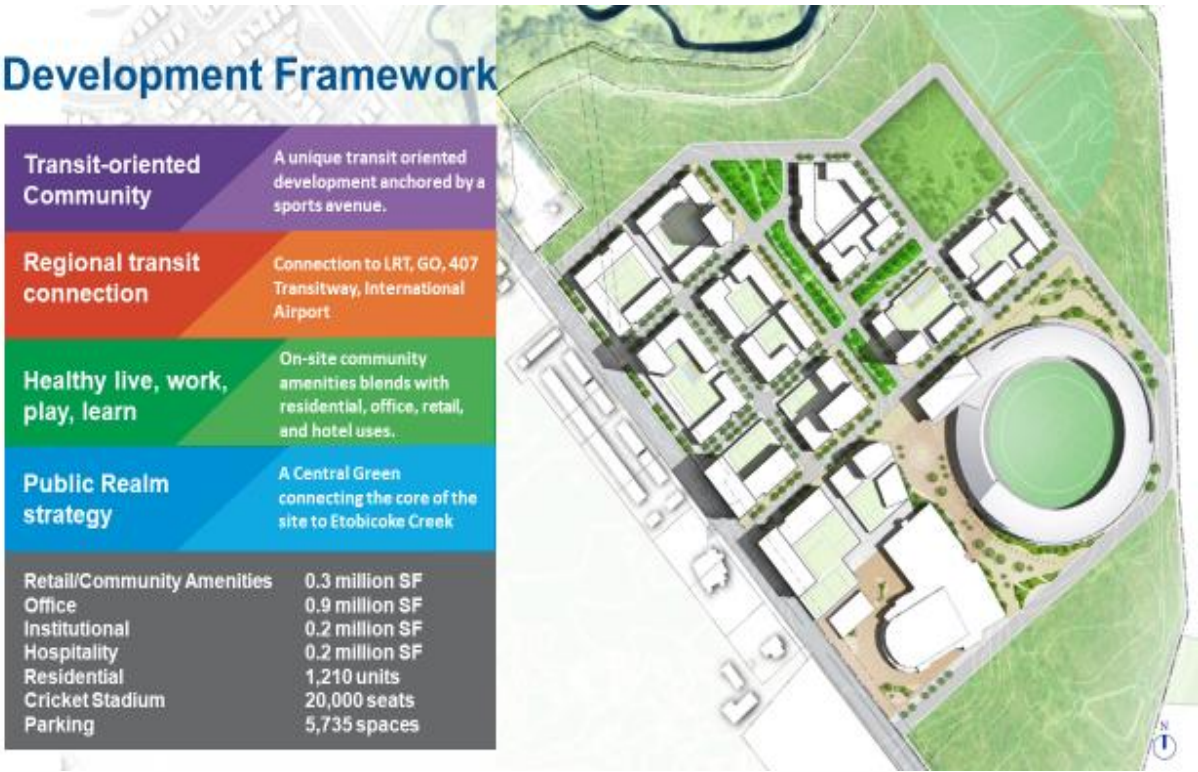 Development Framework
Transit-oriented
Community
A unique transit oriented
development anchored by a
sports avenue.
Regional transit
connection
Connection to LRT, GO, 407
Transitway, International
Airport
Healthy live, work,
play, learn
On-site community
amenities blends with
residential, office, retail,
and hotel uses.
Public Realm
strategy
A Central Green
connecting the core of the
site to Etobicoke Creek
Retail/Community Amenities 0.3 million SF
Office 0.9 million SF
Institutional 0.2 million SF
Hospitality 0.2 million SF
Residential 1,210 units
Cricket Stadium 20,000 seats
Parking 5,735 spaces
N